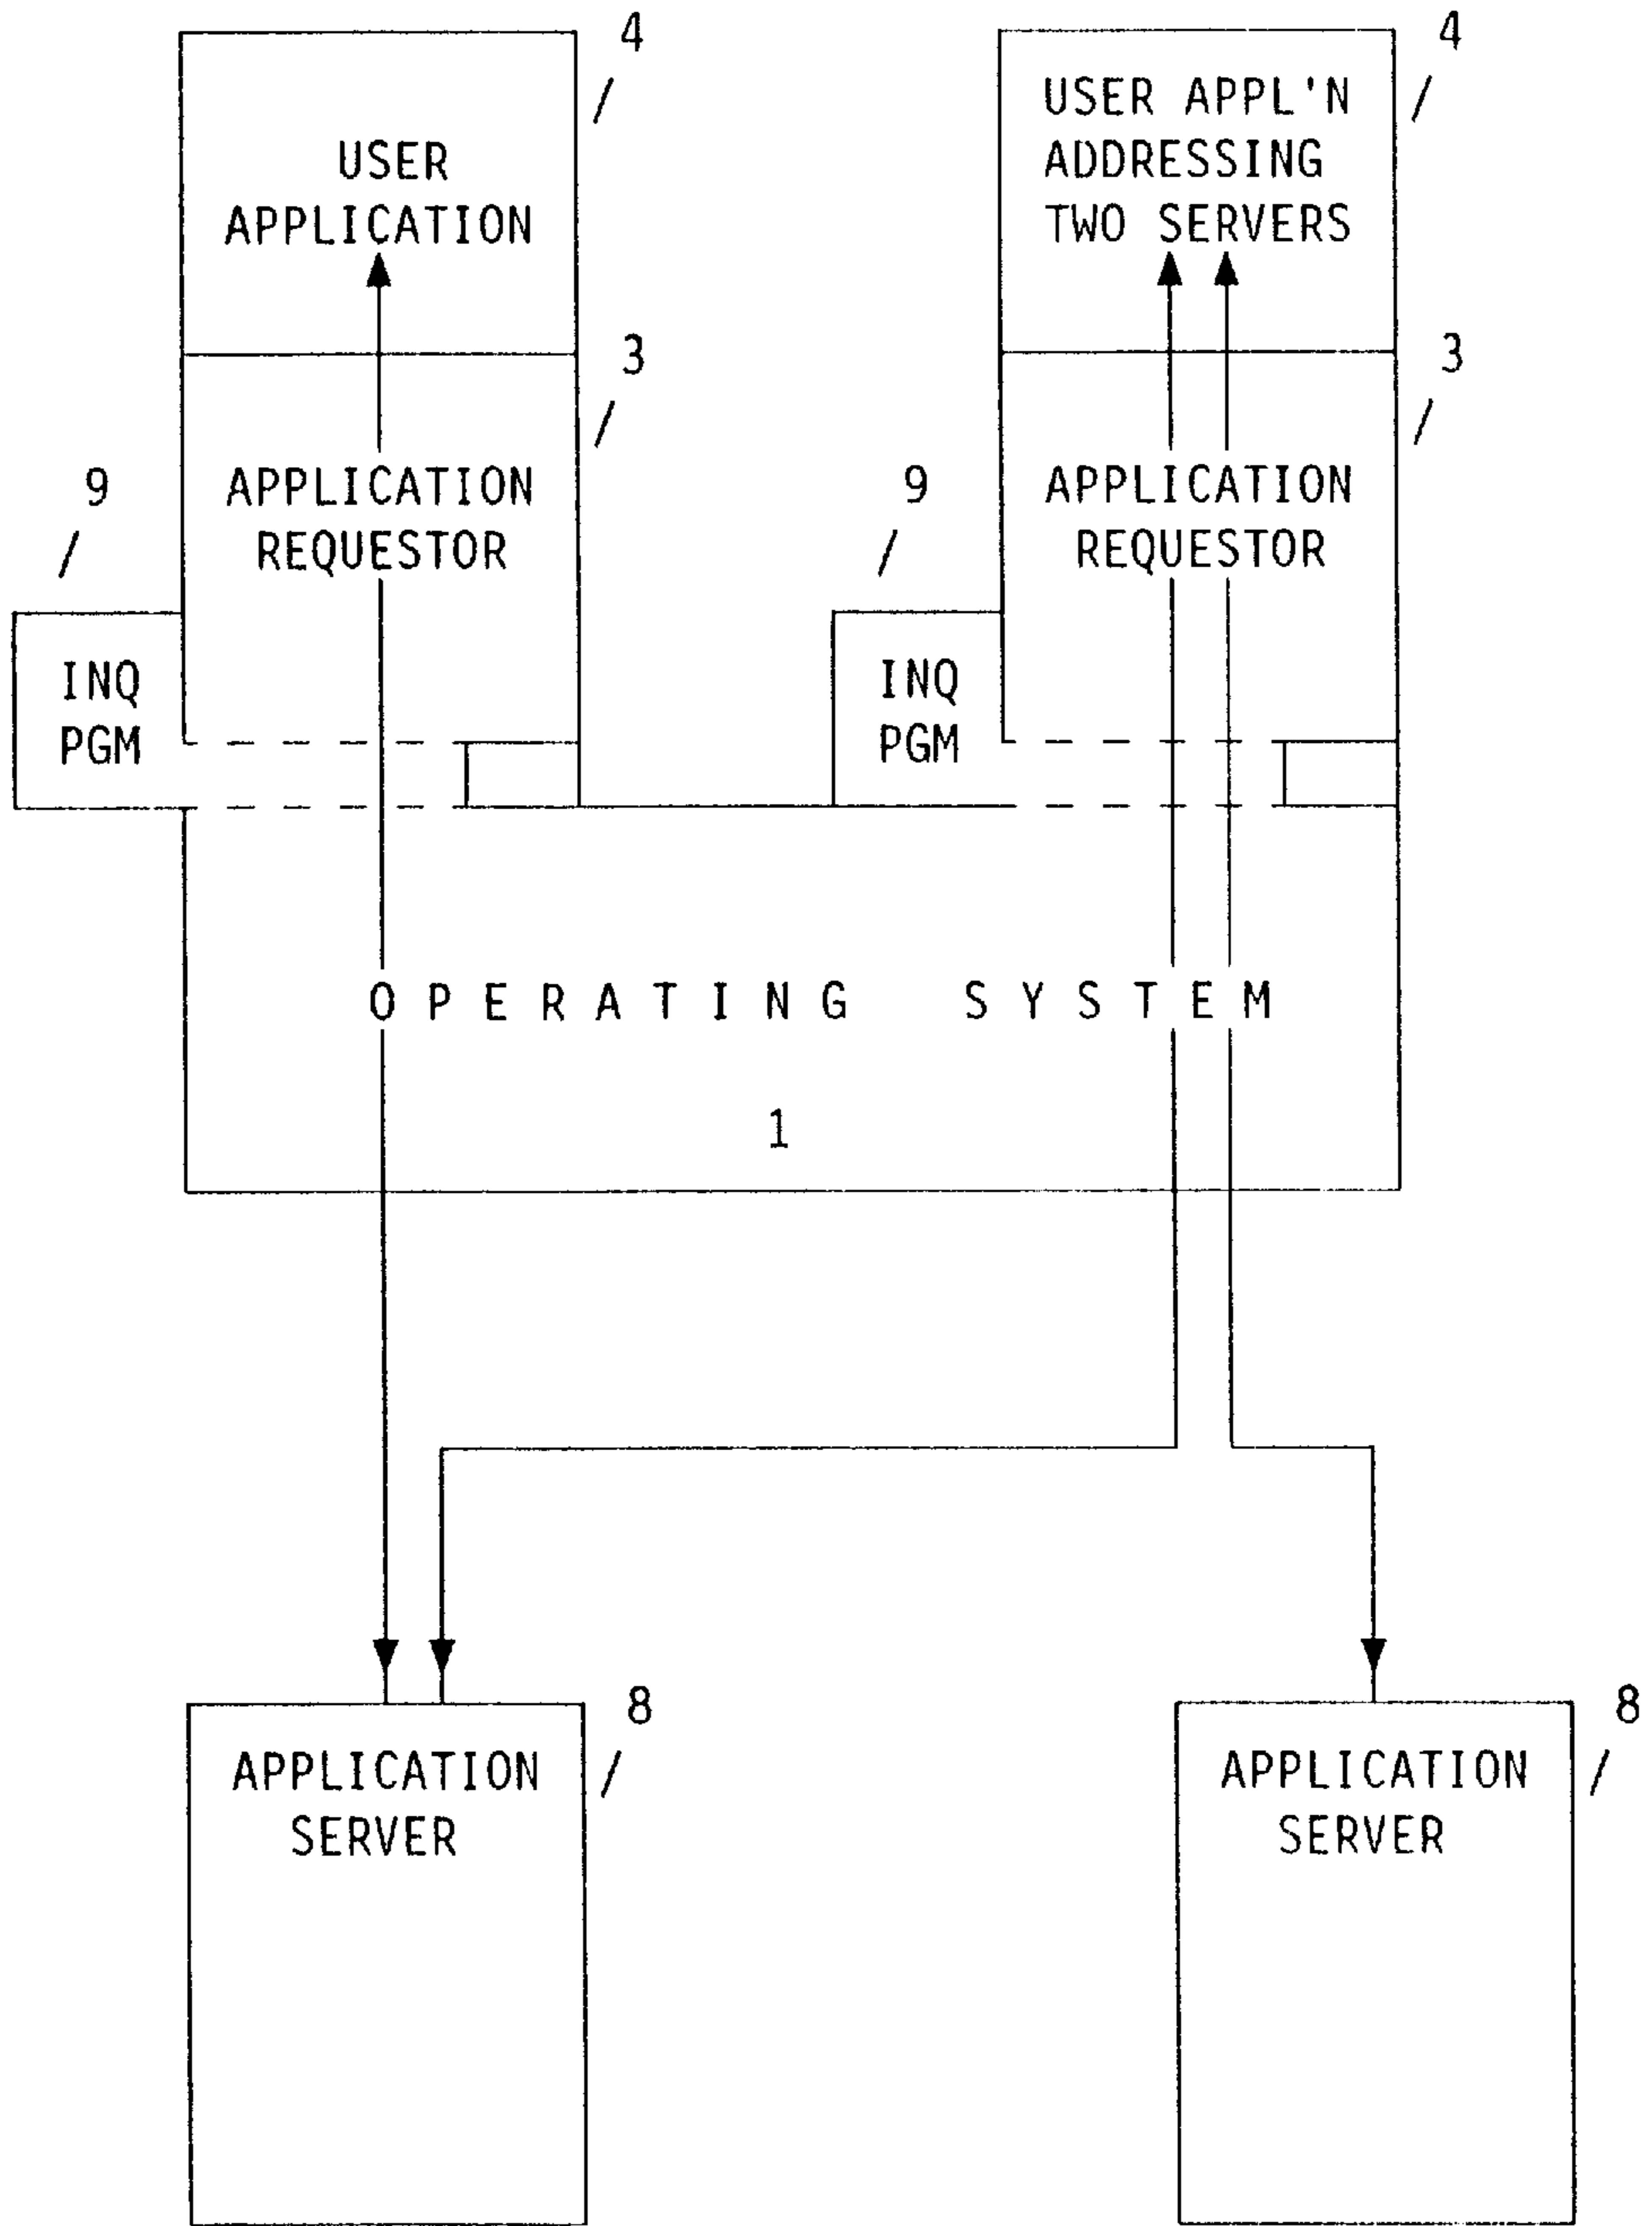 4
USER
APPLICATION
4
USER APPL'N
ADDRESSING
TWO SERVERS
3
APPLICATION
REQUESTOR
3
APPLICATION
REQUESTOR
9
INQ
PGM
9
INQ
PGM
OPERATING SYSTEM
1
8
APPLICATION
SERVER
8
APPLICATION
SERVER